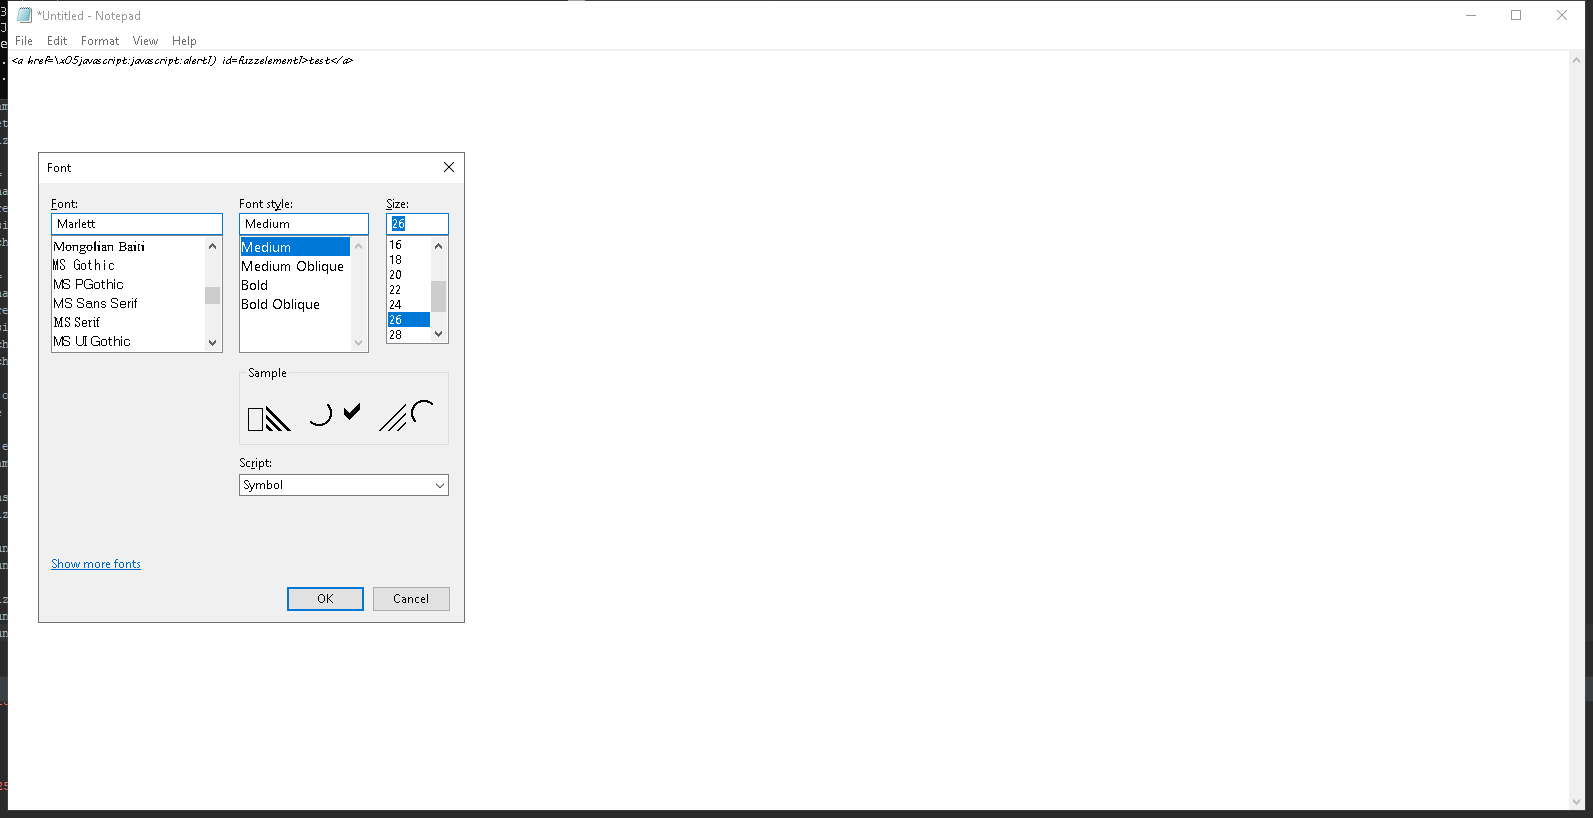 *Untitled - Notepad
File Edit Format View Help
<a href=\x05javascript:javascript:alert1) id=fuzzelement1>test</a>
Font
Font: Font style: Size:
Marlett Medium 26
Mongolian Baiti Medium 16
MS Gothic Medium Oblique 18
MS PGothic Bold 20
MS Sans Serif Bold Oblique 22
MS Serif 24
MS UI Gothic 26
28
Sample
Script:
Symbol
Show more fonts
OK Cancel